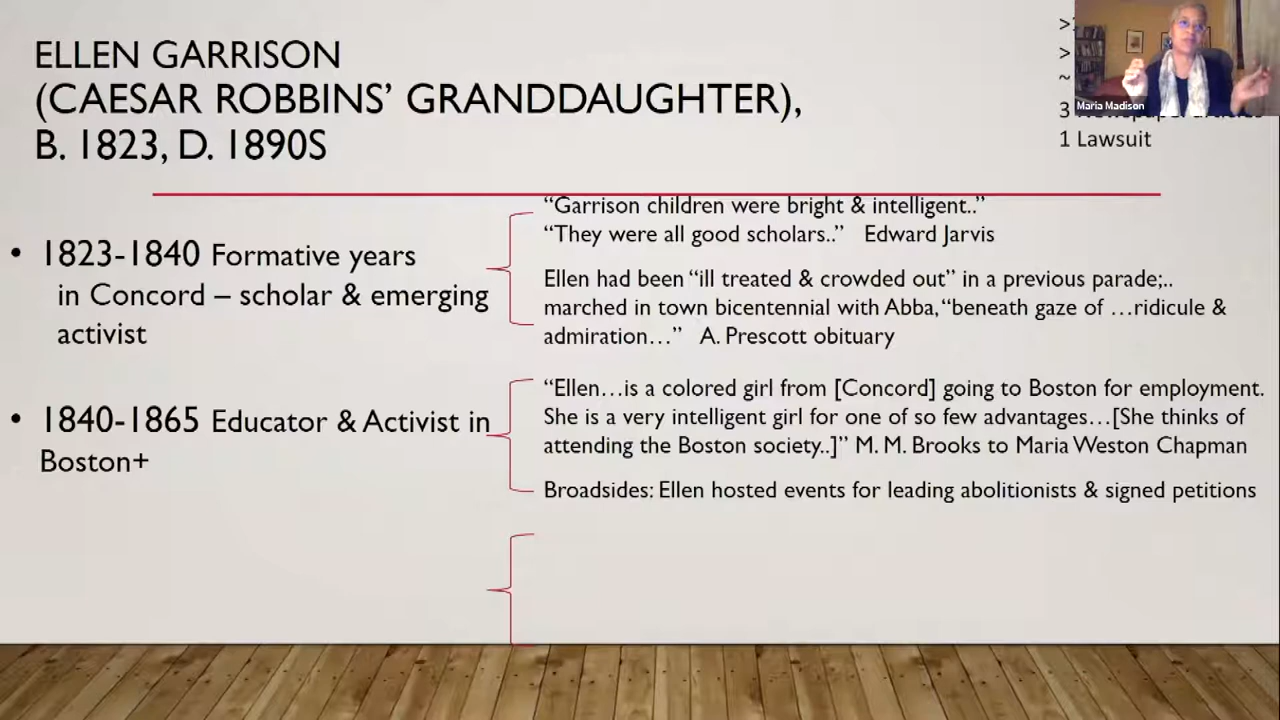 ELLEN GARRISON
(CAESAR ROBBINS’ GRANDDAUGHTER),
B. 1823, D. 1890S
>
>
~
3
1 Lawsuit
Maria Madison
• 1823-1840 Formative years
in Concord – scholar & emerging
activist
“Garrison children were bright & intelligent..”
“They were all good scholars..” Edward Jarvis
Ellen had been “ill treated & crowded out” in a previous parade;..
marched in town bicentennial with Abba, “beneath gaze of …ridicule &
admiration…” A. Prescott obituary
• 1840-1865 Educator & Activist in
Boston+
“Ellen…is a colored girl from [Concord] going to Boston for employment.
She is a very intelligent girl for one of so few advantages…[She thinks of
attending the Boston society..]” M. M. Brooks to Maria Weston Chapman
Broadsides: Ellen hosted events for leading abolitionists & signed petitions